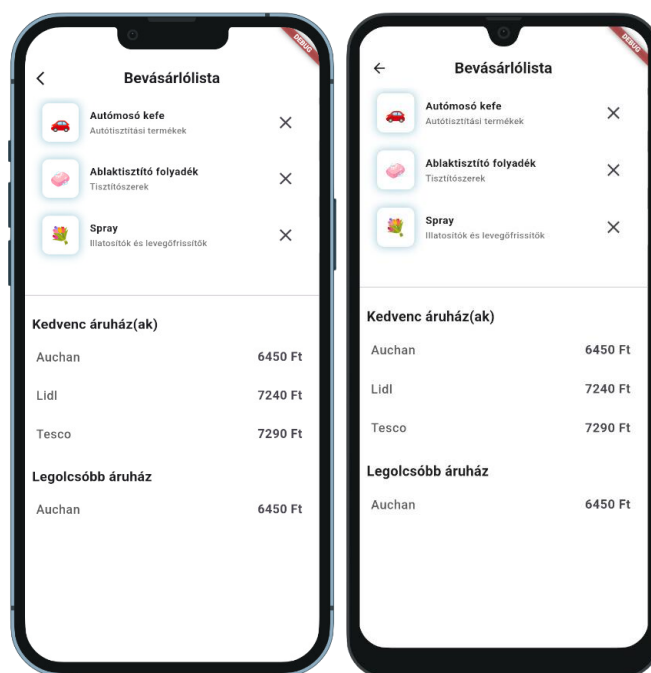 DEBUG
Bevásárlólista
Autómosó kefe
Autótisztítási termékek
Ablaktisztító folyadék
Tisztítószerek
Spray
Illatosítók és levegőfrissítők
Kedvenc áruház(ak)
Auchan 6450 Ft
Lidl 7240 Ft
Tesco 7290 Ft
Legolcsóbb áruház
Auchan 6450 Ft
DEBUG
Bevásárlólista
Autómosó kefe
Autótisztítási termékek
Ablaktisztító folyadék
Tisztítószerek
Spray
Illatosítók és levegőfrissítők
Kedvenc áruház(ak)
Auchan 6450 Ft
Lidl 7240 Ft
Tesco 7290 Ft
Legolcsóbb áruház
Auchan 6450 Ft